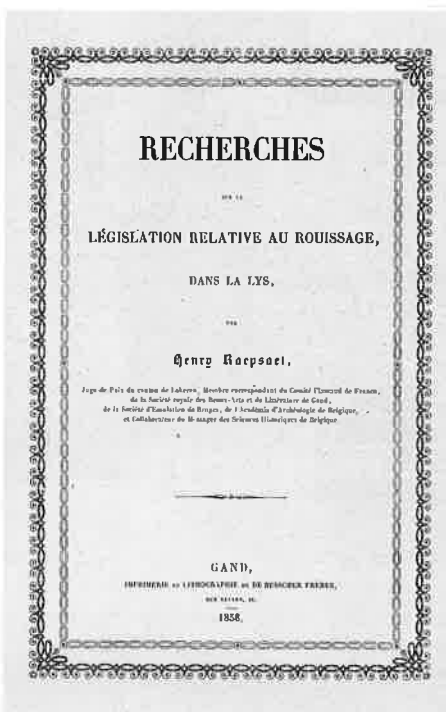 RECHERCHES
SUR LA
LÉGISLATION RELATIVE AU ROUISSAGE,
DANS LA LYS,
PAR
Henry Raepsaet,
Juge de Paix du canton de Lokeren, Membre correspondant du Comité Flamand de France,
de la Société royale des Beaux-Arts et de Littérature de Gand,
de la Société d'Emulation de Bruges, de l'Académie d'Archéologie de Belgique,
et Collaborateur du Messager des Sciences Historiques de Belgique
GAND,
IMPRIMERIE ET LITHOGRAPHIE DE DE BUSSCHER FRÈRES,
1858.